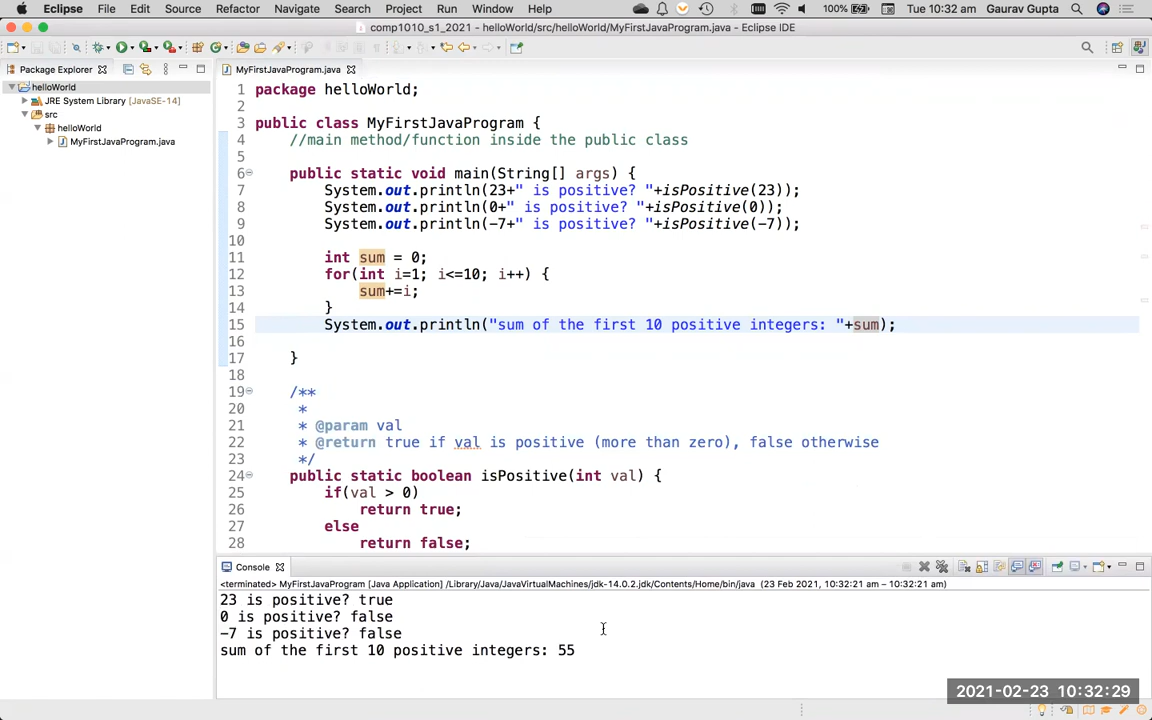 Eclipse File Edit Source Refactor Navigate Search Project Run Window Help 100% Tue 10:32 am Gaurav Gupta
comp1010_s1_2021 - helloWorld/src/helloWorld/MyFirstJavaProgram.java - Eclipse IDE
Package Explorer
helloWorld
JRE System Library [JavaSE-14]
src
helloWorld
MyFirstJavaProgram.java
MyFirstJavaProgram.java
1 package helloWorld;
2
3 public class MyFirstJavaProgram {
4 //main method/function inside the public class
5
6 public static void main(String[] args) {
7 System.out.println(23+" is positive? "+isPositive(23));
8 System.out.println(0+" is positive? "+isPositive(0));
9 System.out.println(-7+" is positive? "+isPositive(-7));
10
11 int sum = 0;
12 for(int i=1; i<=10; i++) {
13 sum+=i;
14 }
15 System.out.println("sum of the first 10 positive integers: "+sum);
16
17 }
18
19 /**
20 *
21 * @param val
22 * @return true if val is positive (more than zero), false otherwise
23 */
24 public static boolean isPositive(int val) {
25 if(val > 0)
26 return true;
27 else
28 return false;
Console
<terminated> MyFirstJavaProgram [Java Application] /Library/Java/JavaVirtualMachines/jdk-14.0.2.jdk/Contents/Home/bin/java (23 Feb 2021, 10:32:21 am – 10:32:21 am)
23 is positive? true
0 is positive? false
-7 is positive? false
sum of the first 10 positive integers: 55
2021-02-23 10:32:29